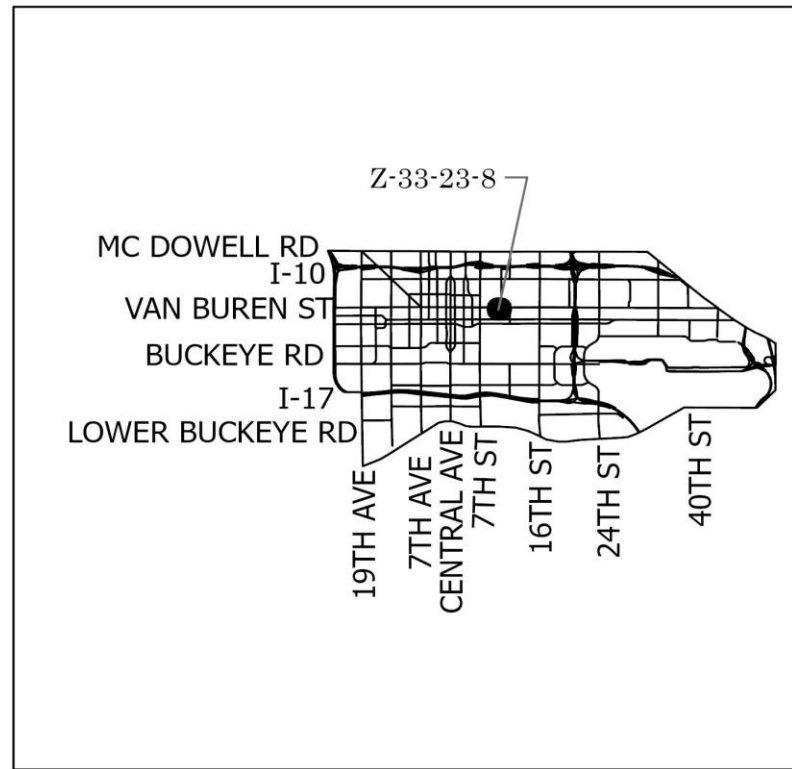 Z-33-23-8
MC DOWELL RD
I-10
VAN BUREN ST
BUCKEYE RD
I-17
LOWER BUCKEYE RD
19TH AVE
7TH AVE
CENTRAL AVE
7TH ST
16TH ST
24TH ST
40TH ST